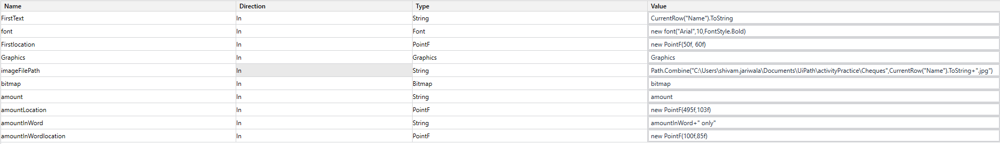 Name Direction Type Value
FirstText In String CurrentRow("Name").ToString
font In Font new font("Arial",10,FontStyle.Bold)
Firstlocation In PointF new PointF(50f, 60f)
Graphics In Graphics Graphics
imageFilePath In String Path.Combine("C:\Users\shivam.jariwala\Documents\UiPath\activityPractice\Cheques",CurrentRow("Name").ToString+".jpg")
bitmap In Bitmap bitmap
amount In String amount
amountLocation In PointF new PointF(495f,103f)
amountInWord In String amountInWord+" only"
amountInWordlocation In PointF new PointF(100f,85f)